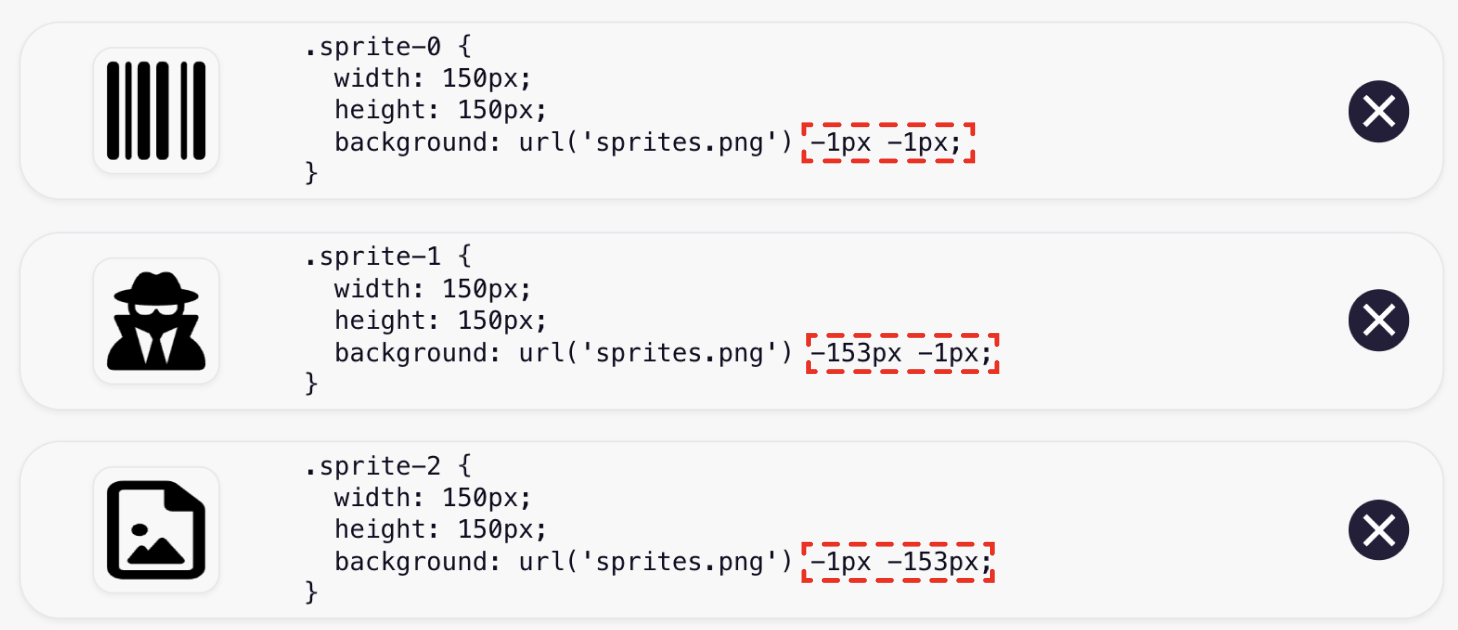 .sprite-0 {
  width: 150px;
  height: 150px;
  background: url('sprites.png') -1px -1px;
}
.sprite-1 {
  width: 150px;
  height: 150px;
  background: url('sprites.png') -153px -1px;
}
.sprite-2 {
  width: 150px;
  height: 150px;
  background: url('sprites.png') -1px -153px;
}